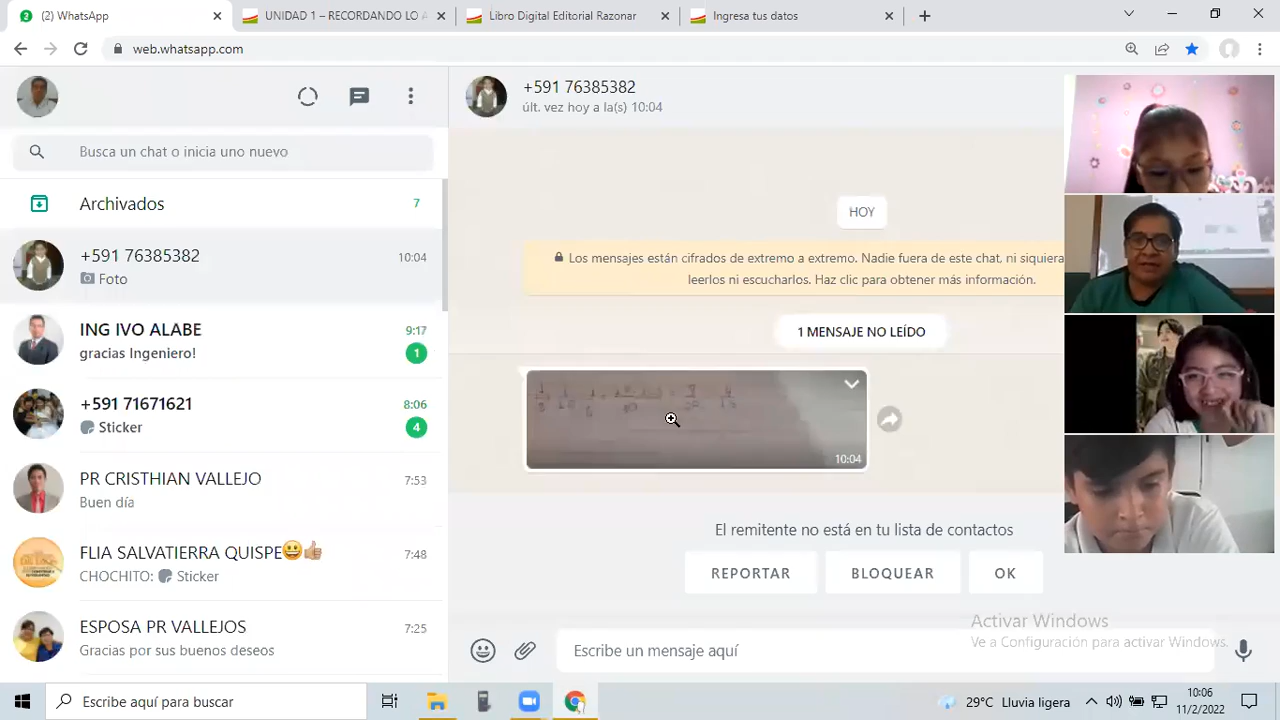 (2) WhatsApp
UNIDAD 1 – RECORDANDO LO A
Libro Digital Editorial Razonar
Ingresa tus datos
web.whatsapp.com
Busca un chat o inicia uno nuevo
Archivados 7
+591 76385382 10:04
Foto
ING IVO ALABE 9:17
gracias Ingeniero! 1
+591 71671621 8:06
Sticker 4
PR CRISTHIAN VALLEJO 7:53
Buen día
FLIA SALVATIERRA QUISPE 7:48
CHOCHITO: Sticker
ESPOSA PR VALLEJOS 7:25
Gracias por sus buenos deseos
+591 76385382
últ. vez hoy a la(s) 10:04
HOY
Los mensajes están cifrados de extremo a extremo. Nadie fuera de este chat, ni siquiera
leerlos ni escucharlos. Haz clic para obtener más información.
1 MENSAJE NO LEÍDO
10:04
El remitente no está en tu lista de contactos
REPORTAR BLOQUEAR OK
Activar Windows
Ve a Configuración para activar Windows.
Escribe un mensaje aquí
Escribe aquí para buscar
29°C Lluvia ligera
10:06
11/2/2022